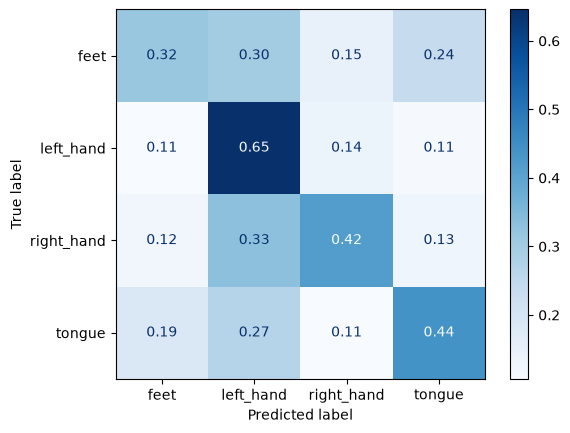 feet 0.32 0.30 0.15 0.24
left_hand 0.11 0.65 0.14 0.11
right_hand 0.12 0.33 0.42 0.13
tongue 0.19 0.27 0.11 0.44
feet left_hand right_hand tongue
Predicted label
True label
0.6
0.5
0.4
0.3
0.2